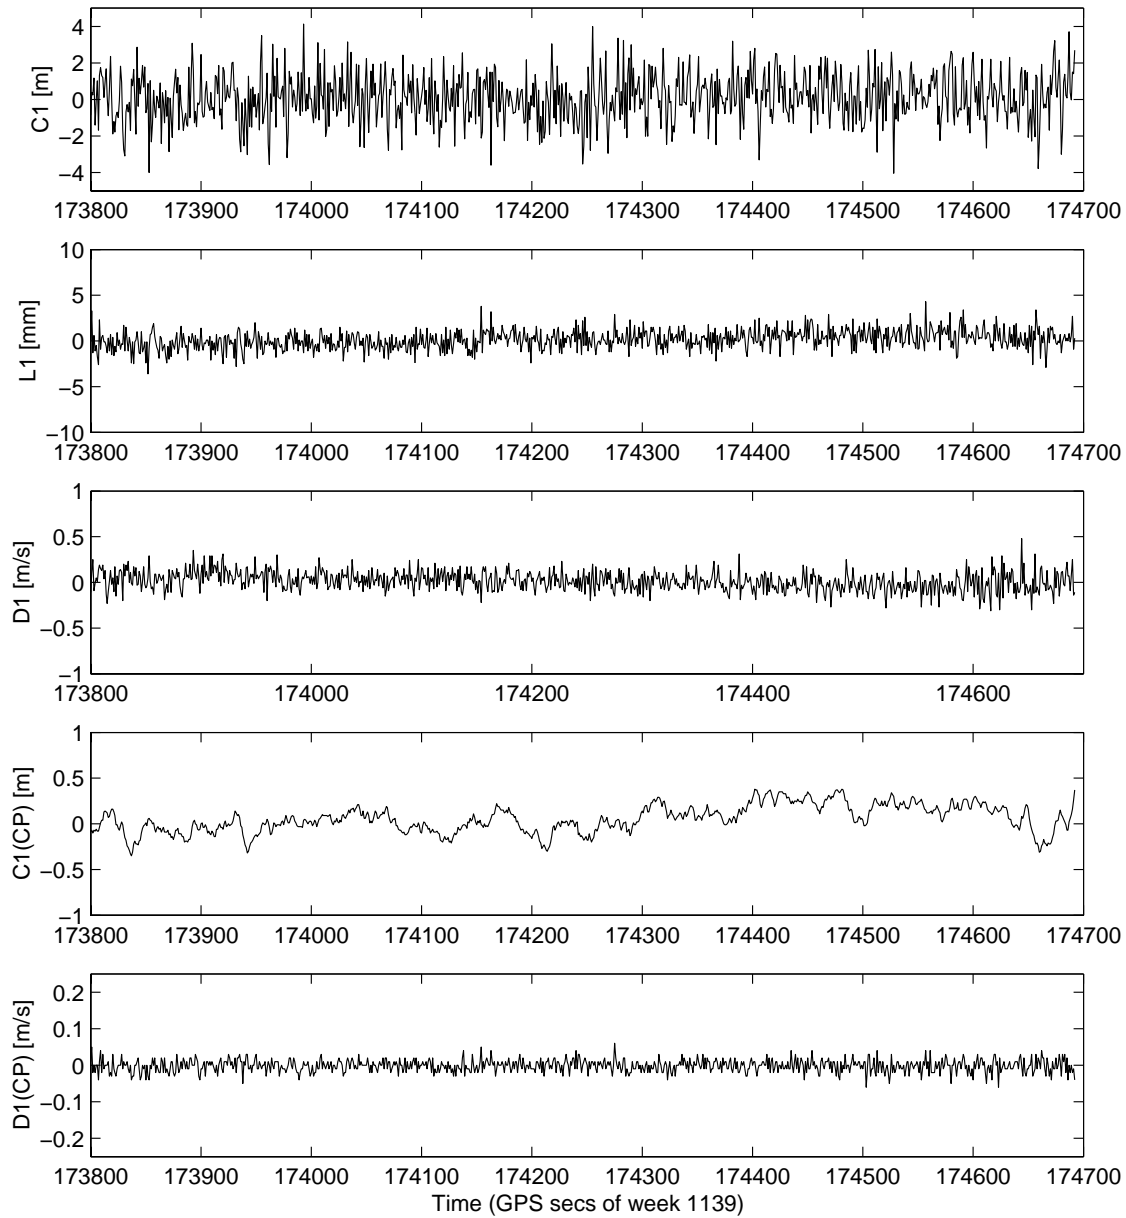 4
2
0
−2
−4
C1 [m]
173800 173900 174000 174100 174200 174300 174400 174500 174600 174700
10
5
0
−5
−10
L1 [mm]
173800 173900 174000 174100 174200 174300 174400 174500 174600 174700
1
0.5
0
−0.5
−1
D1 [m/s]
173800 174000 174200 174400 174600
1
0.5
0
−0.5
−1
C1(CP) [m]
173800 173900 174000 174100 174200 174300 174400 174500 174600 174700
0.2
0.1
0
−0.1
−0.2
D1(CP) [m/s]
173800 173900 174000 174100 174200 174300 174400 174500 174600 174700
Time (GPS secs of week 1139)